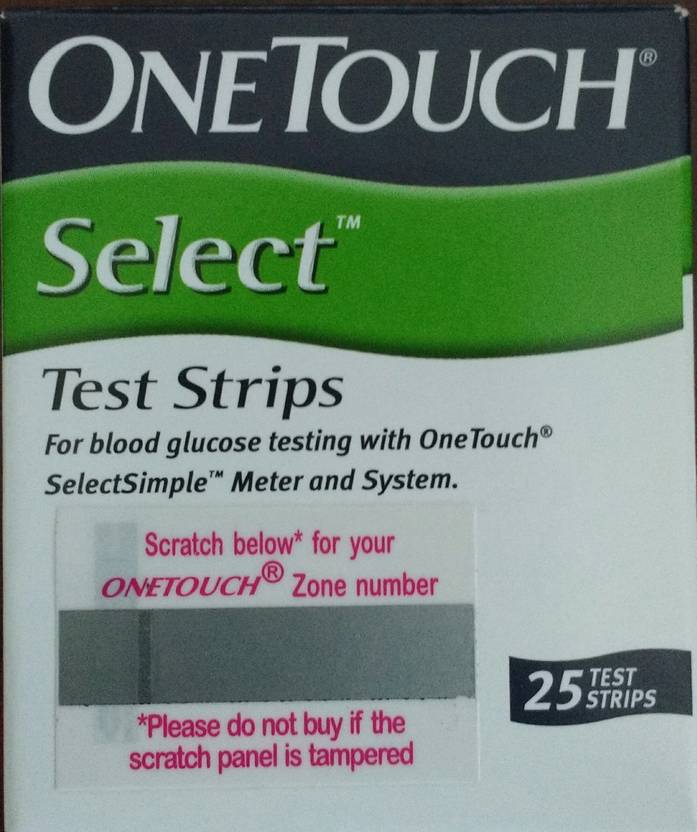 ONETOUCH®
Select™
Test Strips
For blood glucose testing with OneTouch®
SelectSimple™ Meter and System.
Scratch below* for your
ONETOUCH® Zone number
*Please do not buy if the
scratch panel is tampered
25 TEST
STRIPS